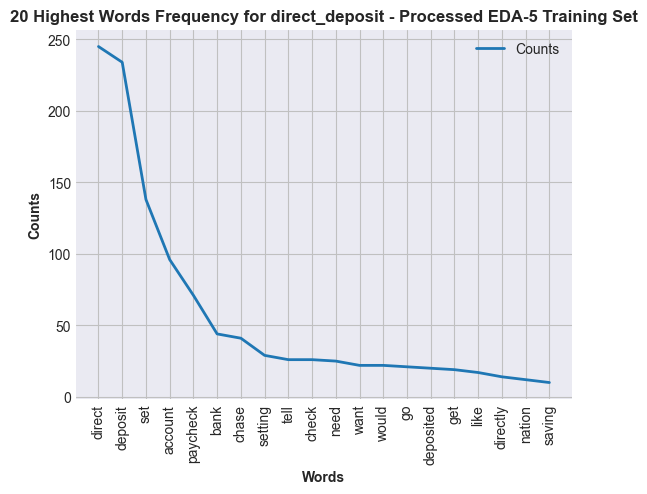 20 Highest Words Frequency for direct_deposit - Processed EDA-5 Training Set
Counts
250
200
150
100
50
0
Counts
direct
deposit
set
account
paycheck
bank
chase
setting
tell
check
need
want
would
go
deposited
get
like
directly
nation
saving
Words